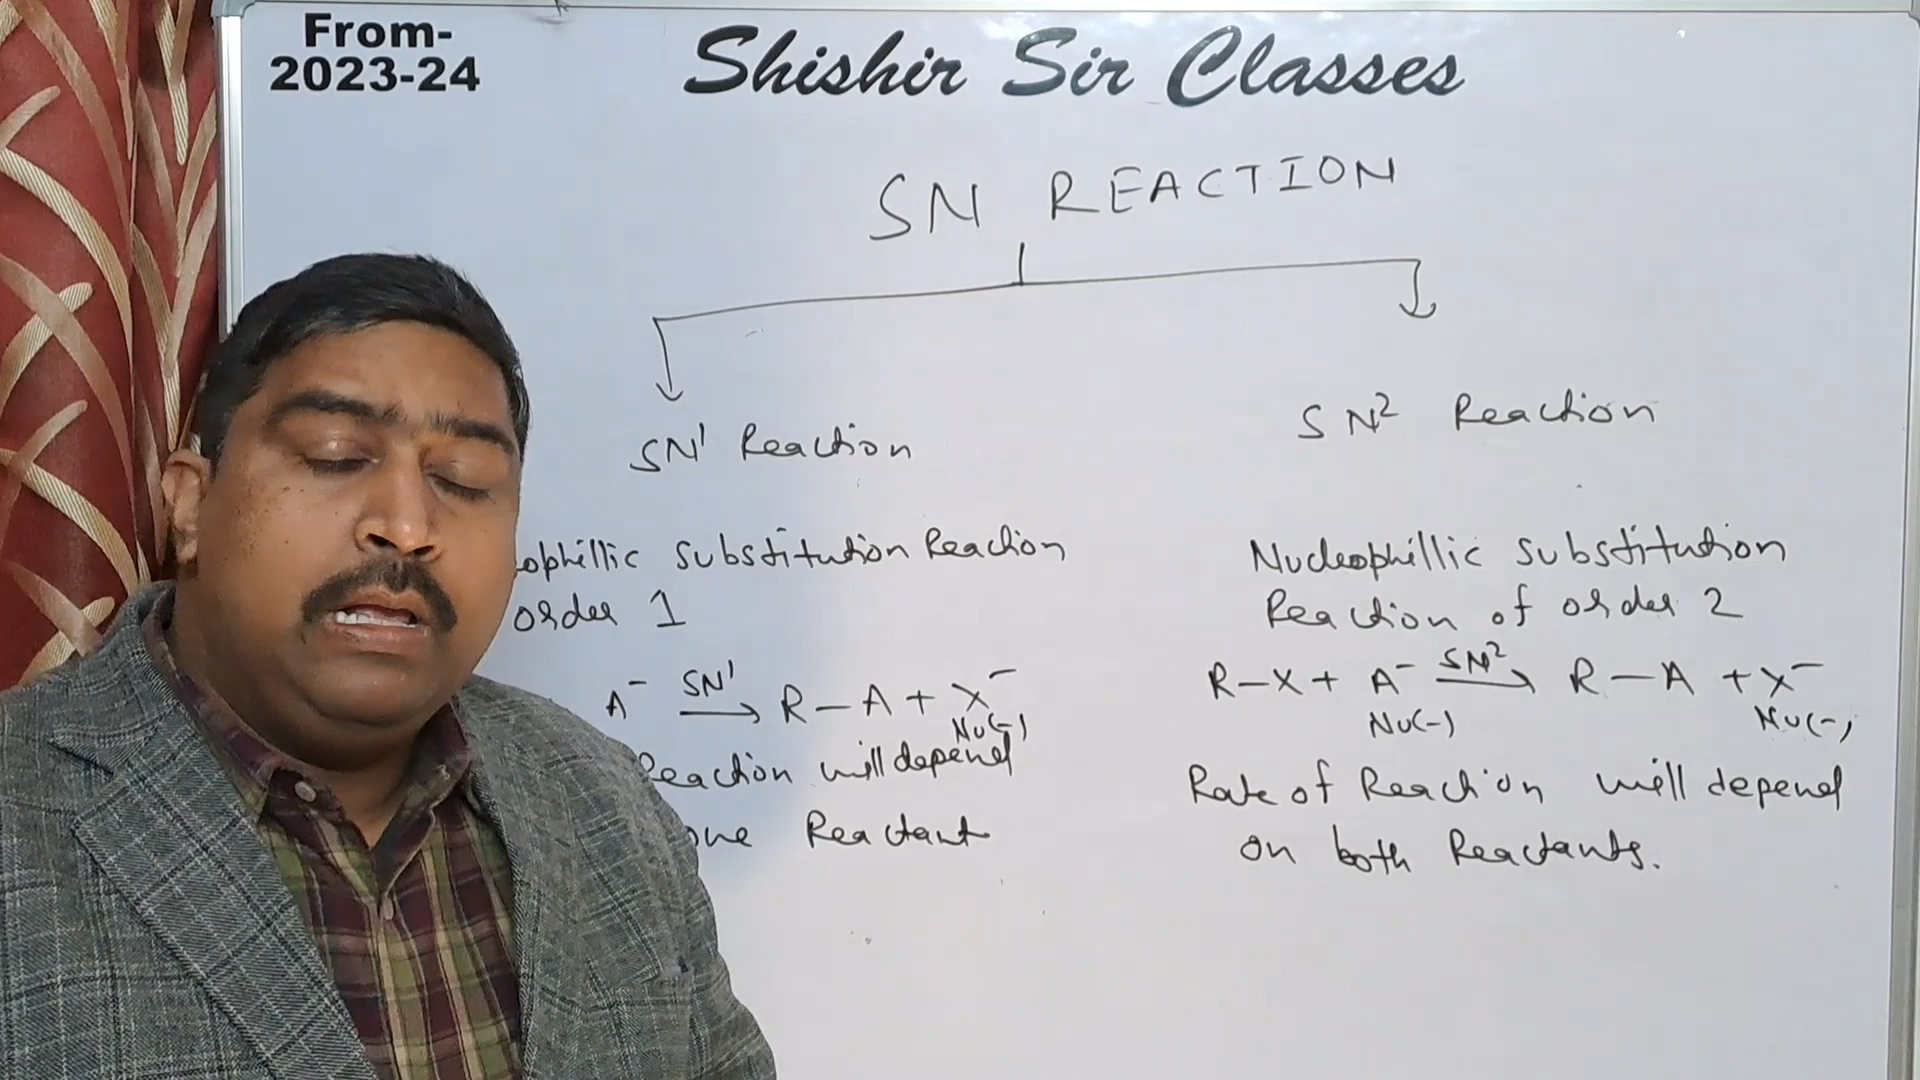 From-
2023-24
Shishir Sir Classes
SN REACTION
SN¹ Reaction
SN² Reaction
ophillic substitution Reaction
order 1
A⁻ SN¹→ R-A + X⁻
Nu(-)
Reaction will depend
one Reactant
Nucleophillic substitution
Reaction of order 2
R-X + A⁻ SN²→ R-A + X⁻
Nu(-) Nu(-)
Rate of Reaction will depend
on both Reactants.